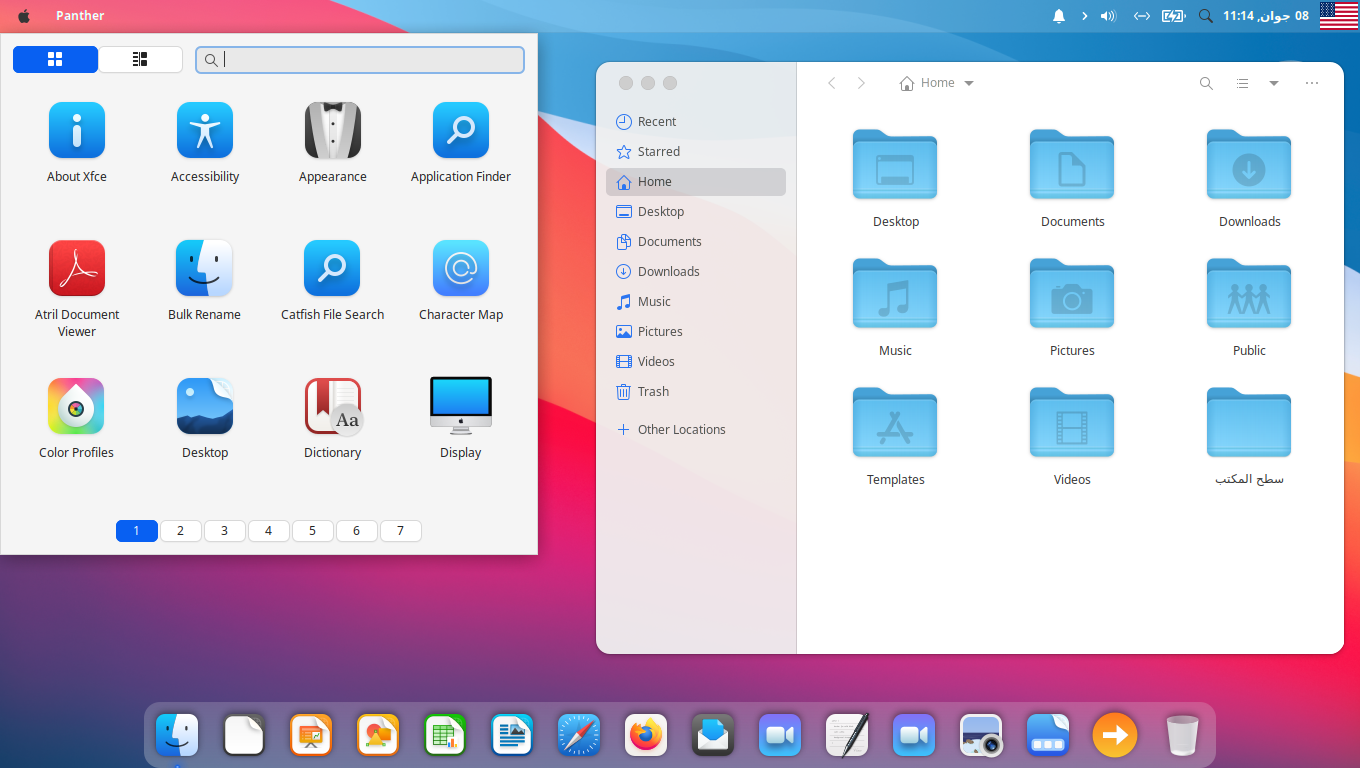 Panther
11:14 ,جوان 08
About Xfce
Accessibility
Appearance
Application Finder
Atril Document
Viewer
Bulk Rename
Catfish File Search
Character Map
Color Profiles
Desktop
Aa
Dictionary
Display
1 2 3 4 5 6 7
Home
Recent
Starred
Home
Desktop
Documents
Downloads
Music
Pictures
Videos
Trash
Other Locations
Desktop
Documents
Downloads
Music
Pictures
Public
Templates
Videos
سطح المكتب